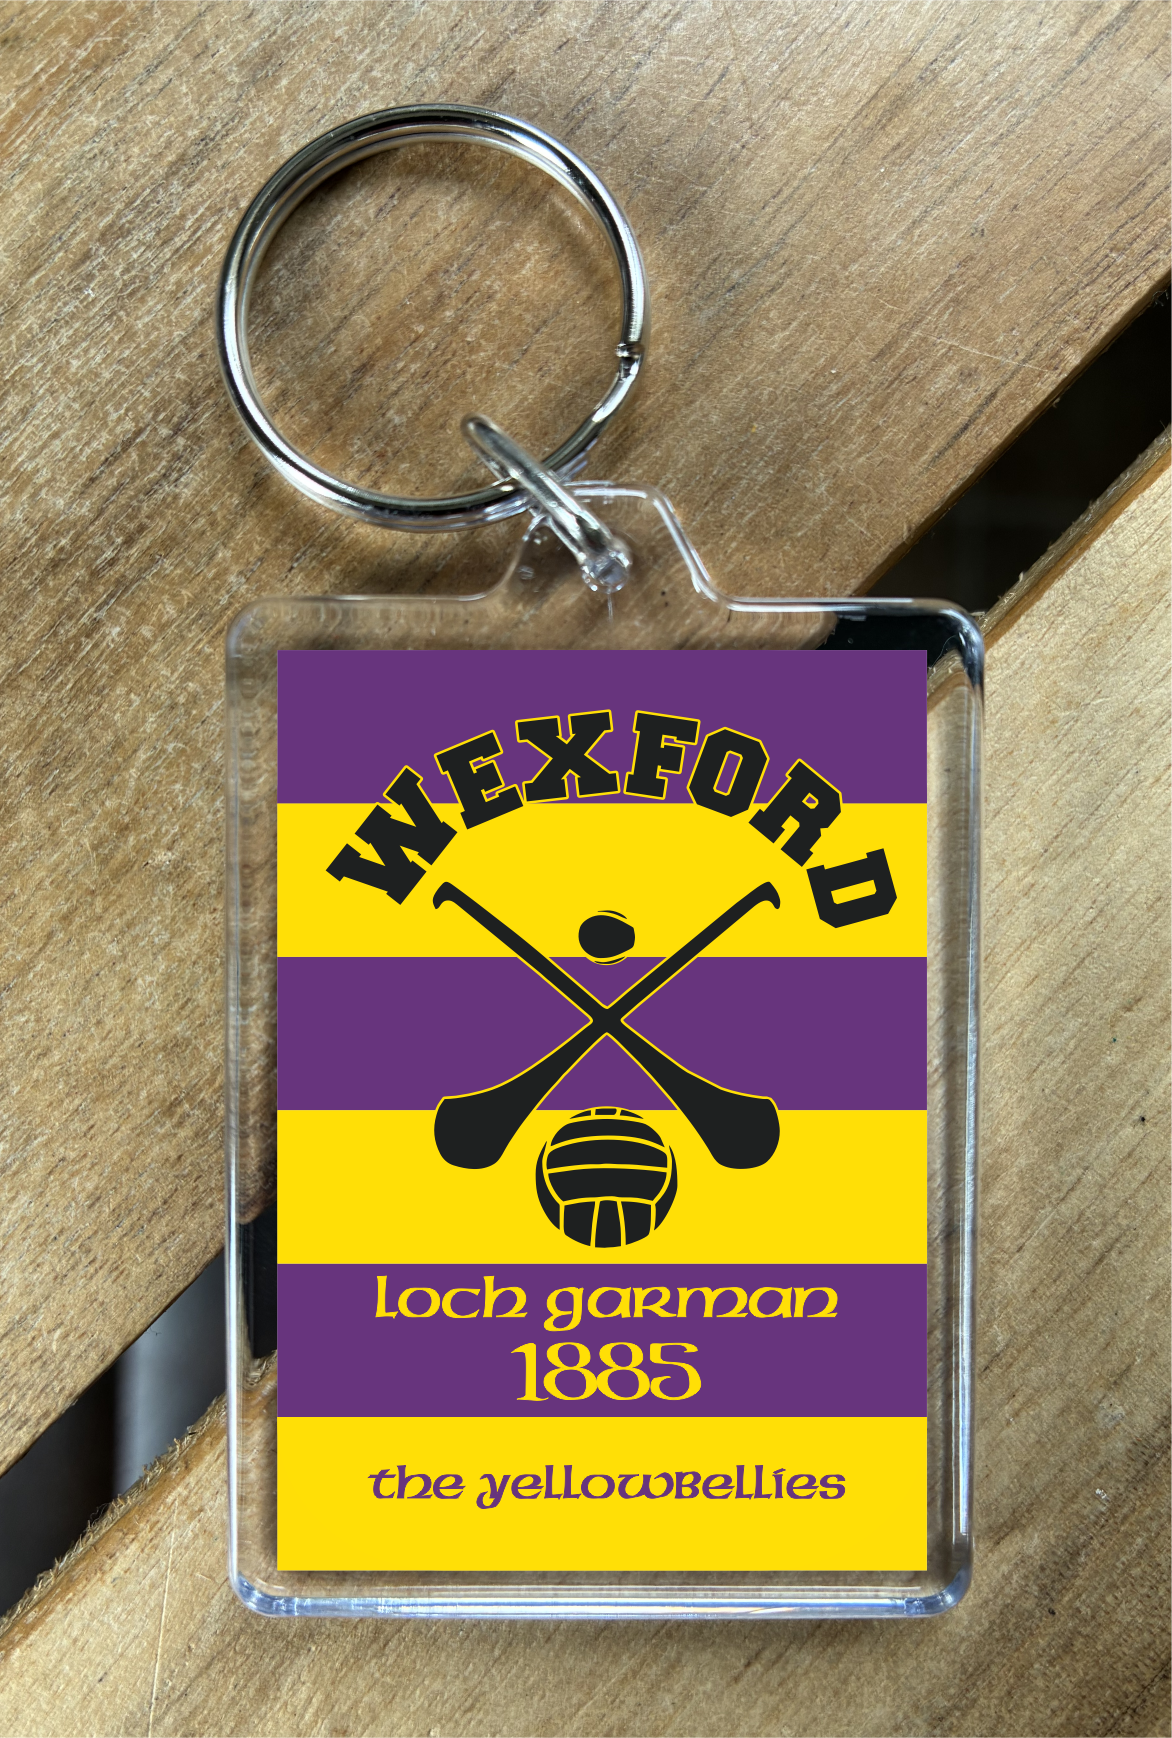 WEXFORD
Loch Garman
1885
the Yellowbellies